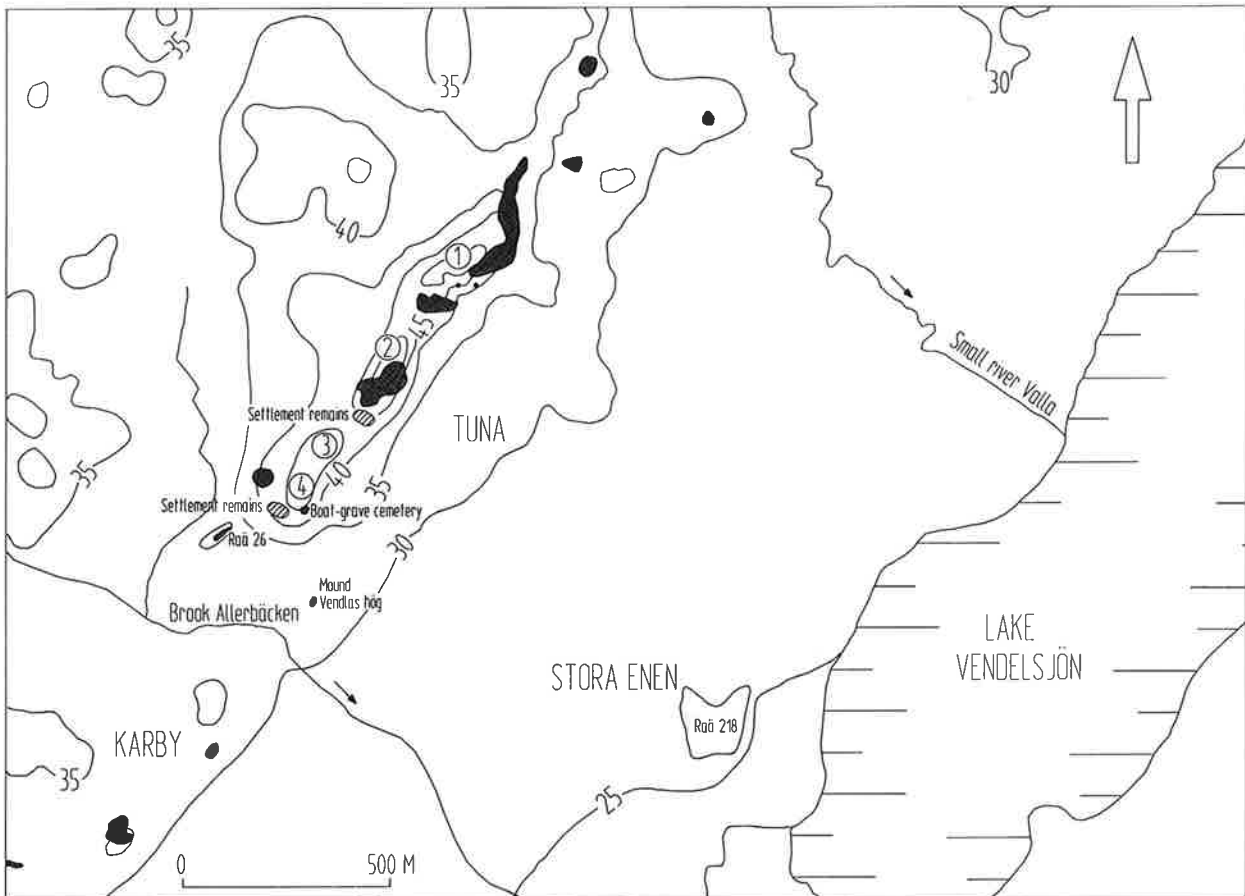 35
35
30
40
1
45
2
Small river Valla
Settlement remains
TUNA
3
40
35
4
35
Settlement remains
Boat-grave cemetery
Raä 26
30
Mound
Vendlas hög
Brook Allerbäcken
LAKE
VENDELSJÖN
STORA ENEN
Raä 218
KARBY
35
25
0
500 M